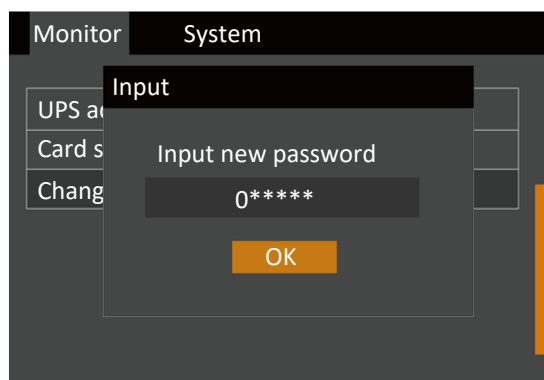 Monitor System
Input
UPS a
Card s
Input new password
Chang
0*****
OK